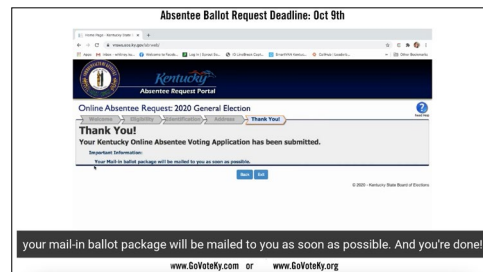 Absentee Ballot Request Deadline: Oct 9th
Kentucky
Absentee Request Portal
Online Absentee Request: 2020 General Election
Welcome Eligibility Identification Address Thank You!
Thank You!
Your Kentucky Online Absentee Voting Application has been submitted.
Important Information:
Your Mail-in ballot package will be mailed to you as soon as possible.
Back Exit
© 2020 - Kentucky State Board of Elections
your mail-in ballot package will be mailed to you as soon as possible. And you're done!
www.GoVoteKy.com or www.GoVoteKy.org